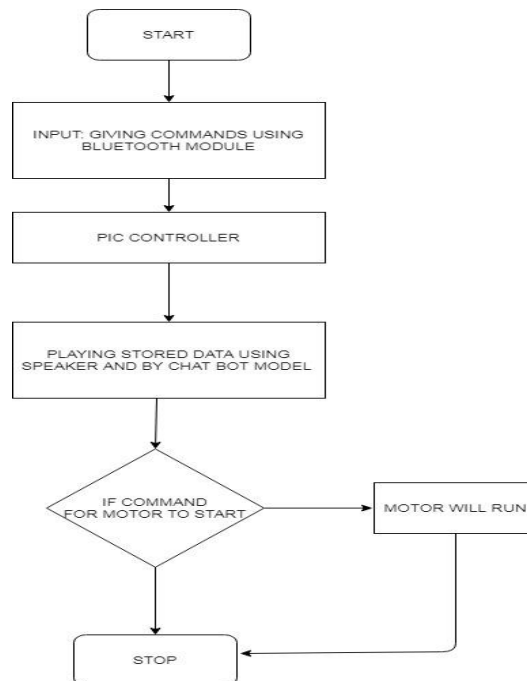 START
INPUT: GIVING COMMANDS USING
BLUETOOTH MODULE
PIC CONTROLLER
PLAYING STORED DATA USING
SPEAKER AND BY CHAT BOT MODEL
IF COMMAND
FOR MOTOR TO START
MOTOR WILL RUN
STOP